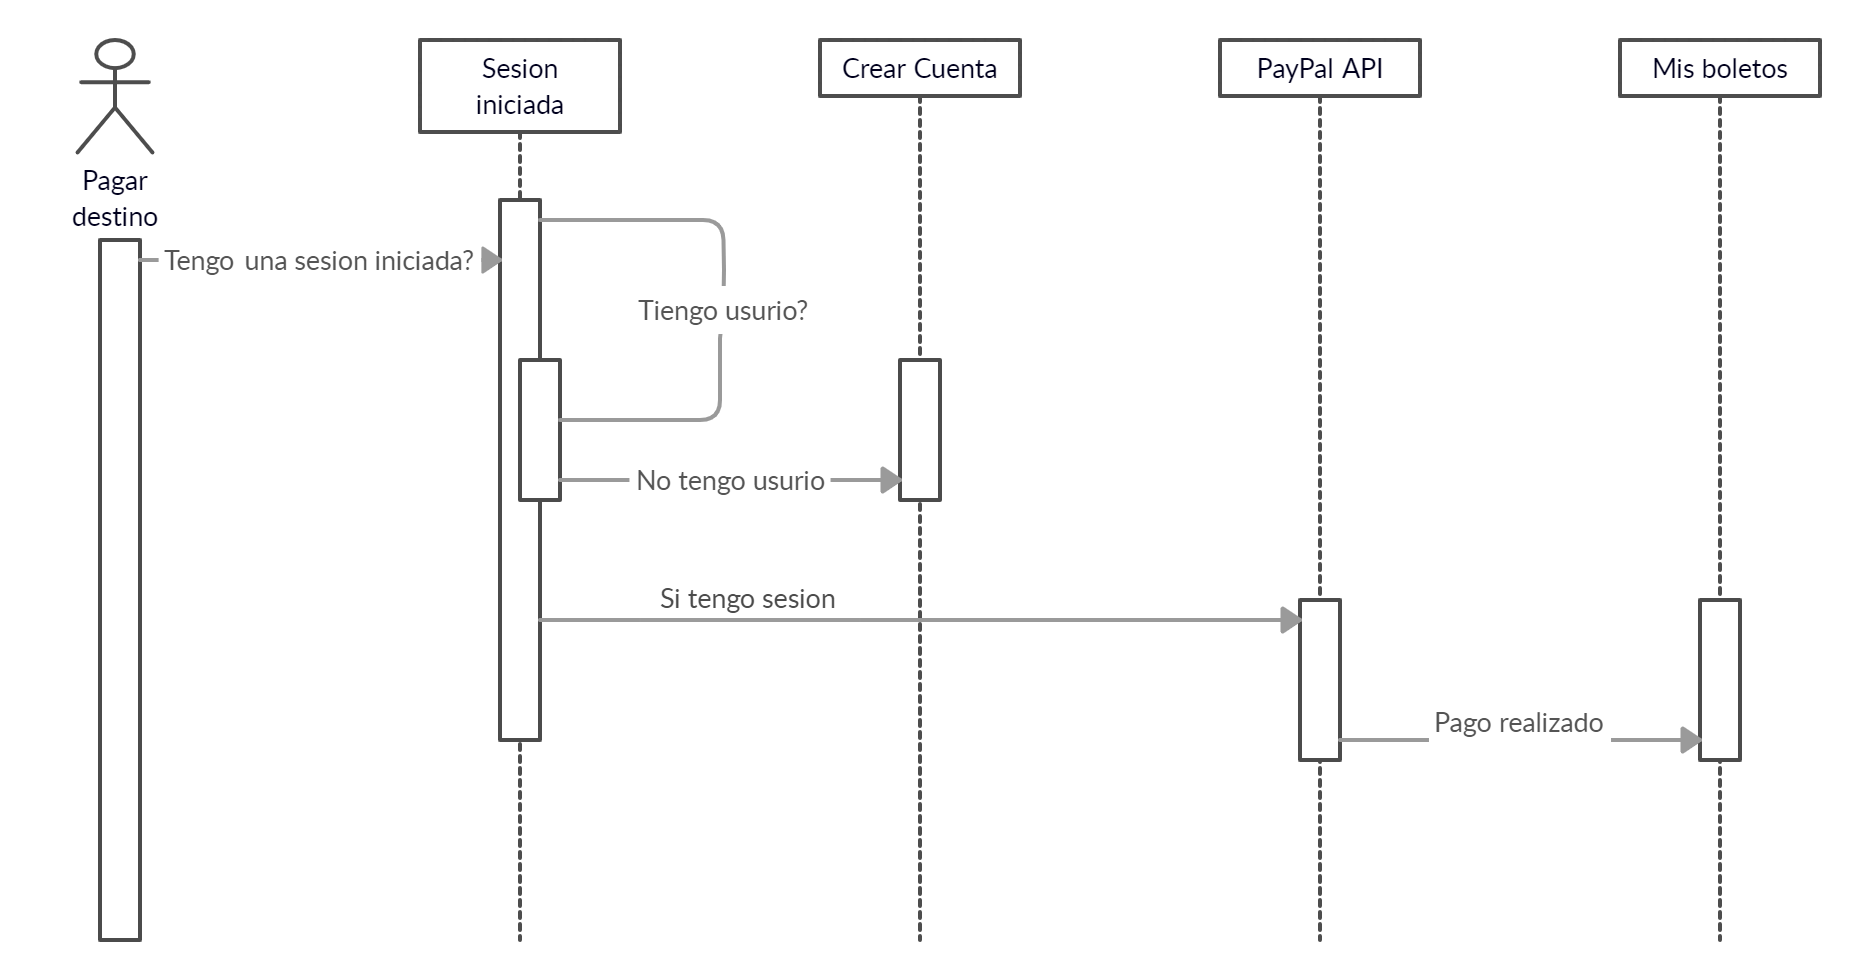 Sesion
iniciada
Crear Cuenta
PayPal API
Mis boletos
Pagar
destino
Tengo una sesion iniciada?
Tiengo usurio?
No tengo usurio
Si tengo sesion
Pago realizado